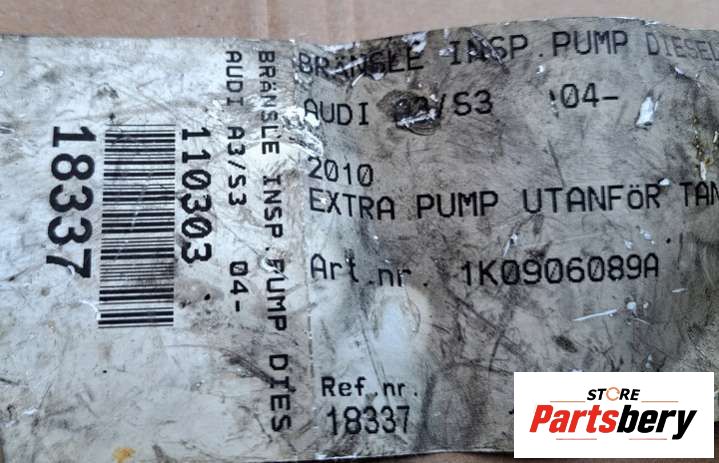 BRÄNSLE INSP.PUMP DIESEL
AUDI A3/S3 04-
2010
EXTRA PUMP UTANFÖR TAN
Art.nr. 1K0906089A
Ref.nr.
18337
BRÄNSLE INSP.PUMP DIES
AUDI A3/S3 04-
110303
18337
STORE
Partsbery